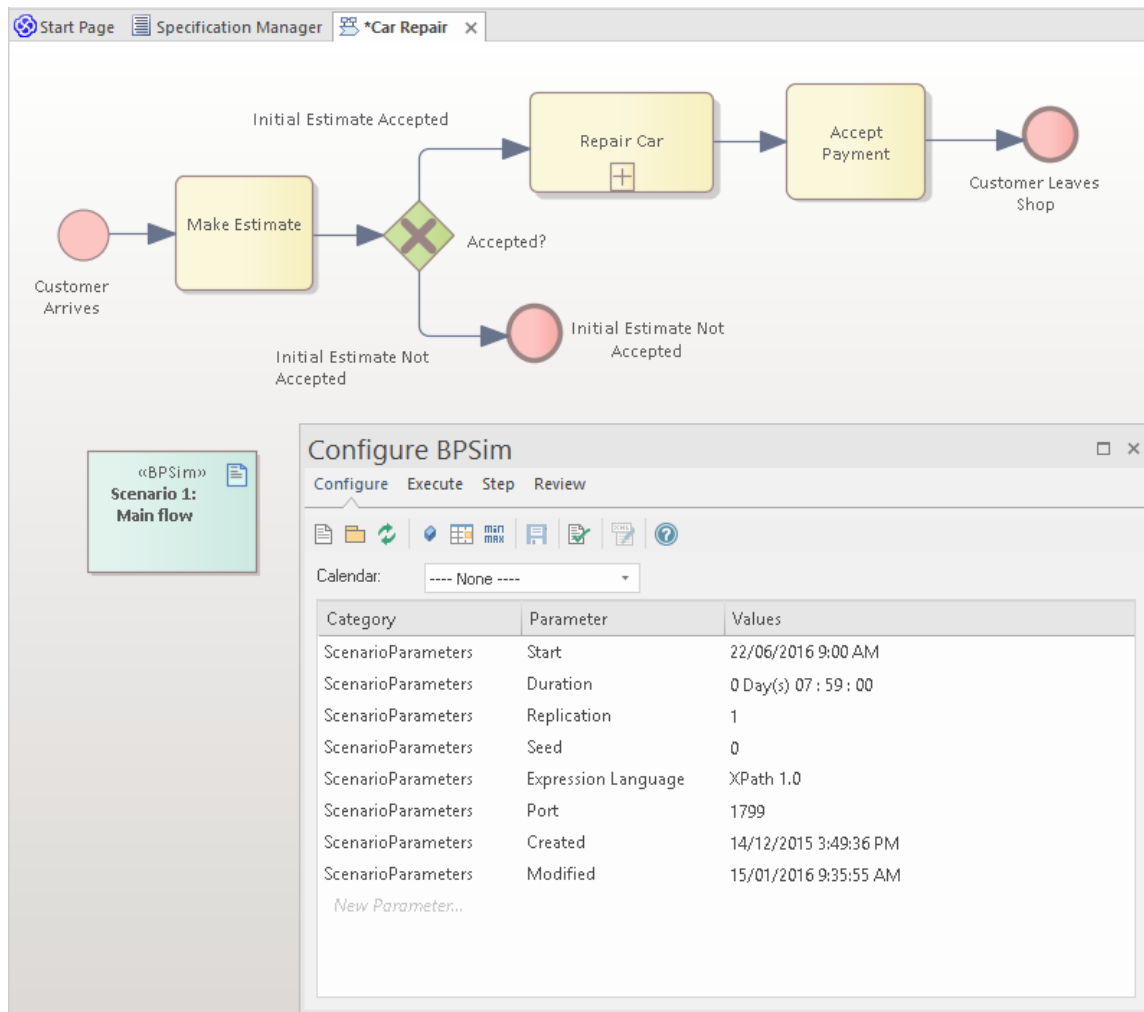 Start Page Specification Manager *Car Repair
Initial Estimate Accepted
Repair Car
Accept
Payment
Customer Leaves
Shop
Make Estimate
Accepted?
Customer
Arrives
Initial Estimate Not
Accepted
Initial Estimate Not
Accepted
«BPSim»
Scenario 1:
Main flow
Configure BPSim
Configure Execute Step Review
min
max
XML
Calendar: ---- None ----
Category Parameter Values
ScenarioParameters Start 22/06/2016 9:00 AM
ScenarioParameters Duration 0 Day(s) 07 : 59 : 00
ScenarioParameters Replication 1
ScenarioParameters Seed 0
ScenarioParameters Expression Language XPath 1.0
ScenarioParameters Port 1799
ScenarioParameters Created 14/12/2015 3:49:36 PM
ScenarioParameters Modified 15/01/2016 9:35:55 AM
New Parameter...